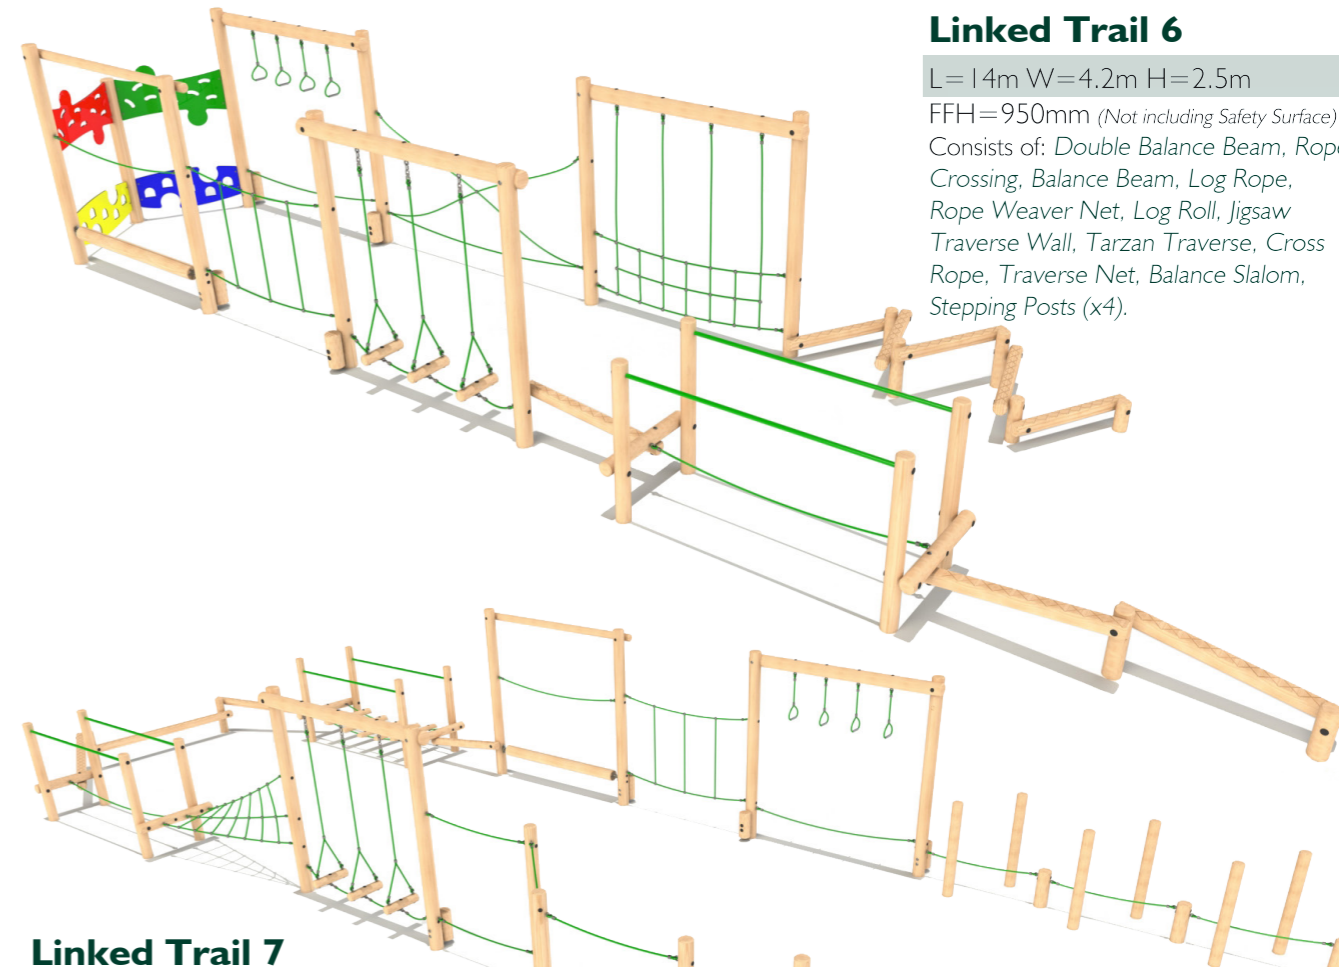 Linked Trail 6
L=14m W=4.2m H=2.5m
FFH=950mm (Not including Safety Surface)
Consists of: Double Balance Beam, Rope
Crossing, Balance Beam, Log Rope,
Rope Weaver Net, Log Roll, Jigsaw
Traverse Wall, Tarzan Traverse, Cross
Rope, Traverse Net, Balance Slalom,
Stepping Posts (x4).
Linked Trail 7